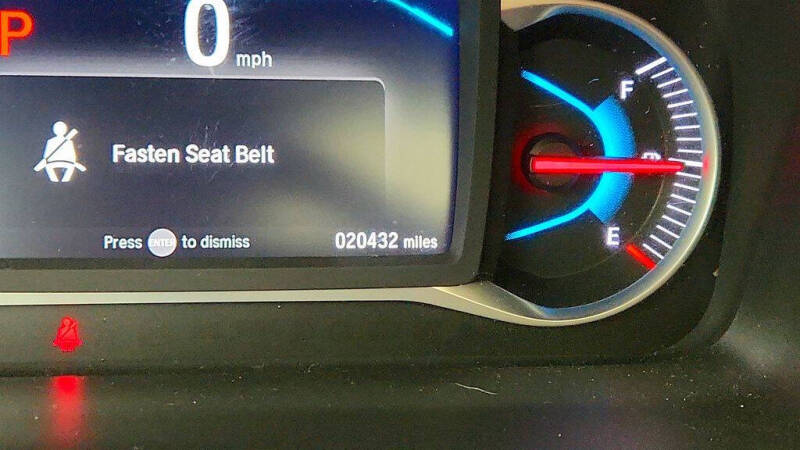 P
0 mph
Fasten Seat Belt
Press ENTER to dismiss
020432 miles
F
E